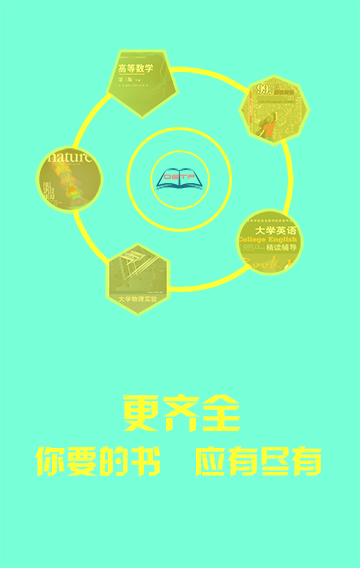 高等数学
nature
大学英语
College English
精读辅导
大学物理实验
更齐全
你要的书 应有尽有